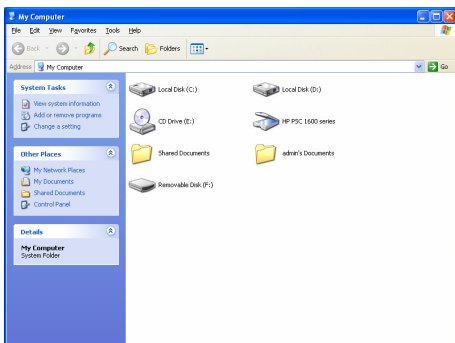 My Computer
File Edit View Favorites Tools Help
Back Search Folders
Address My Computer Go
System Tasks
View system information
Add or remove programs
Change a setting
Other Places
My Network Places
My Documents
Shared Documents
Control Panel
Details
My Computer
System Folder
Local Disk (C:) Local Disk (D:)
CD Drive (E:) HP PSC 1600 series
Shared Documents admin's Documents
Removable Disk (F:)